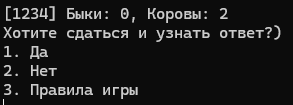 [1234] Быки: 0, Коровы: 2
Хотите сдаться и узнать ответ?)
1. Да
2. Нет
3. Правила игры